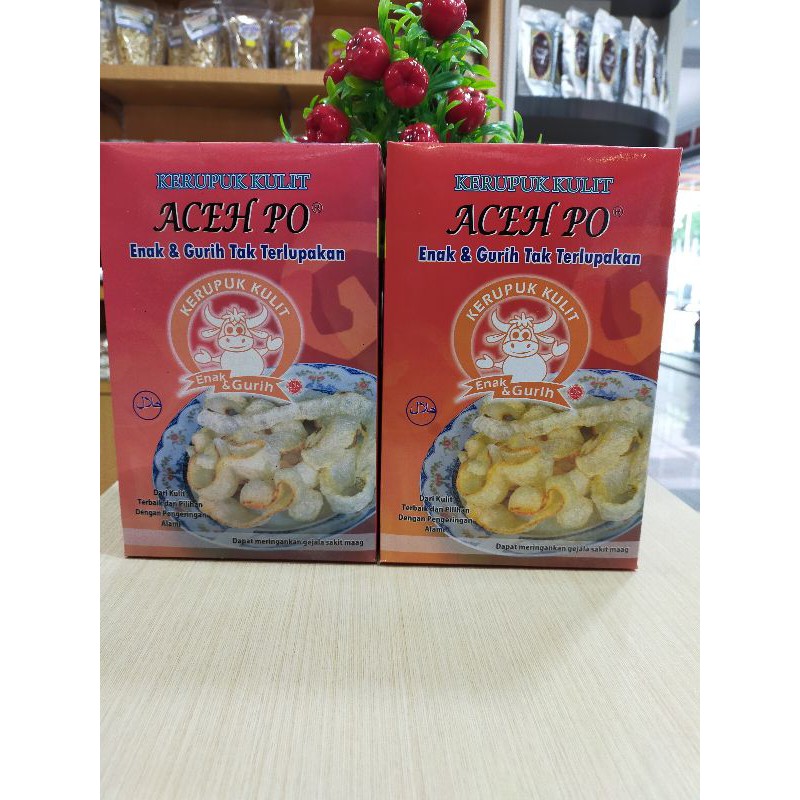 KERUPUK KULIT
ACEH PO®
Enak & Gurih Tak Terlupakan
KERUPUK KULIT
Enak
&Gurih
حلال
Dari Kulit
Terbaik dan Pilihan
Dengan Pengeringan
Alami
Dapat meringankan gejala sakit maag
KERUPUK KULIT
ACEH PO®
Enak & Gurih Tak Terlupakan
KERUPUK KULIT
Enak
&Gurih
حلال
Dari Kulit
Terbaik dan Pilihan
Dengan Pengeringan
Alami
Dapat meringankan gejala sakit maag